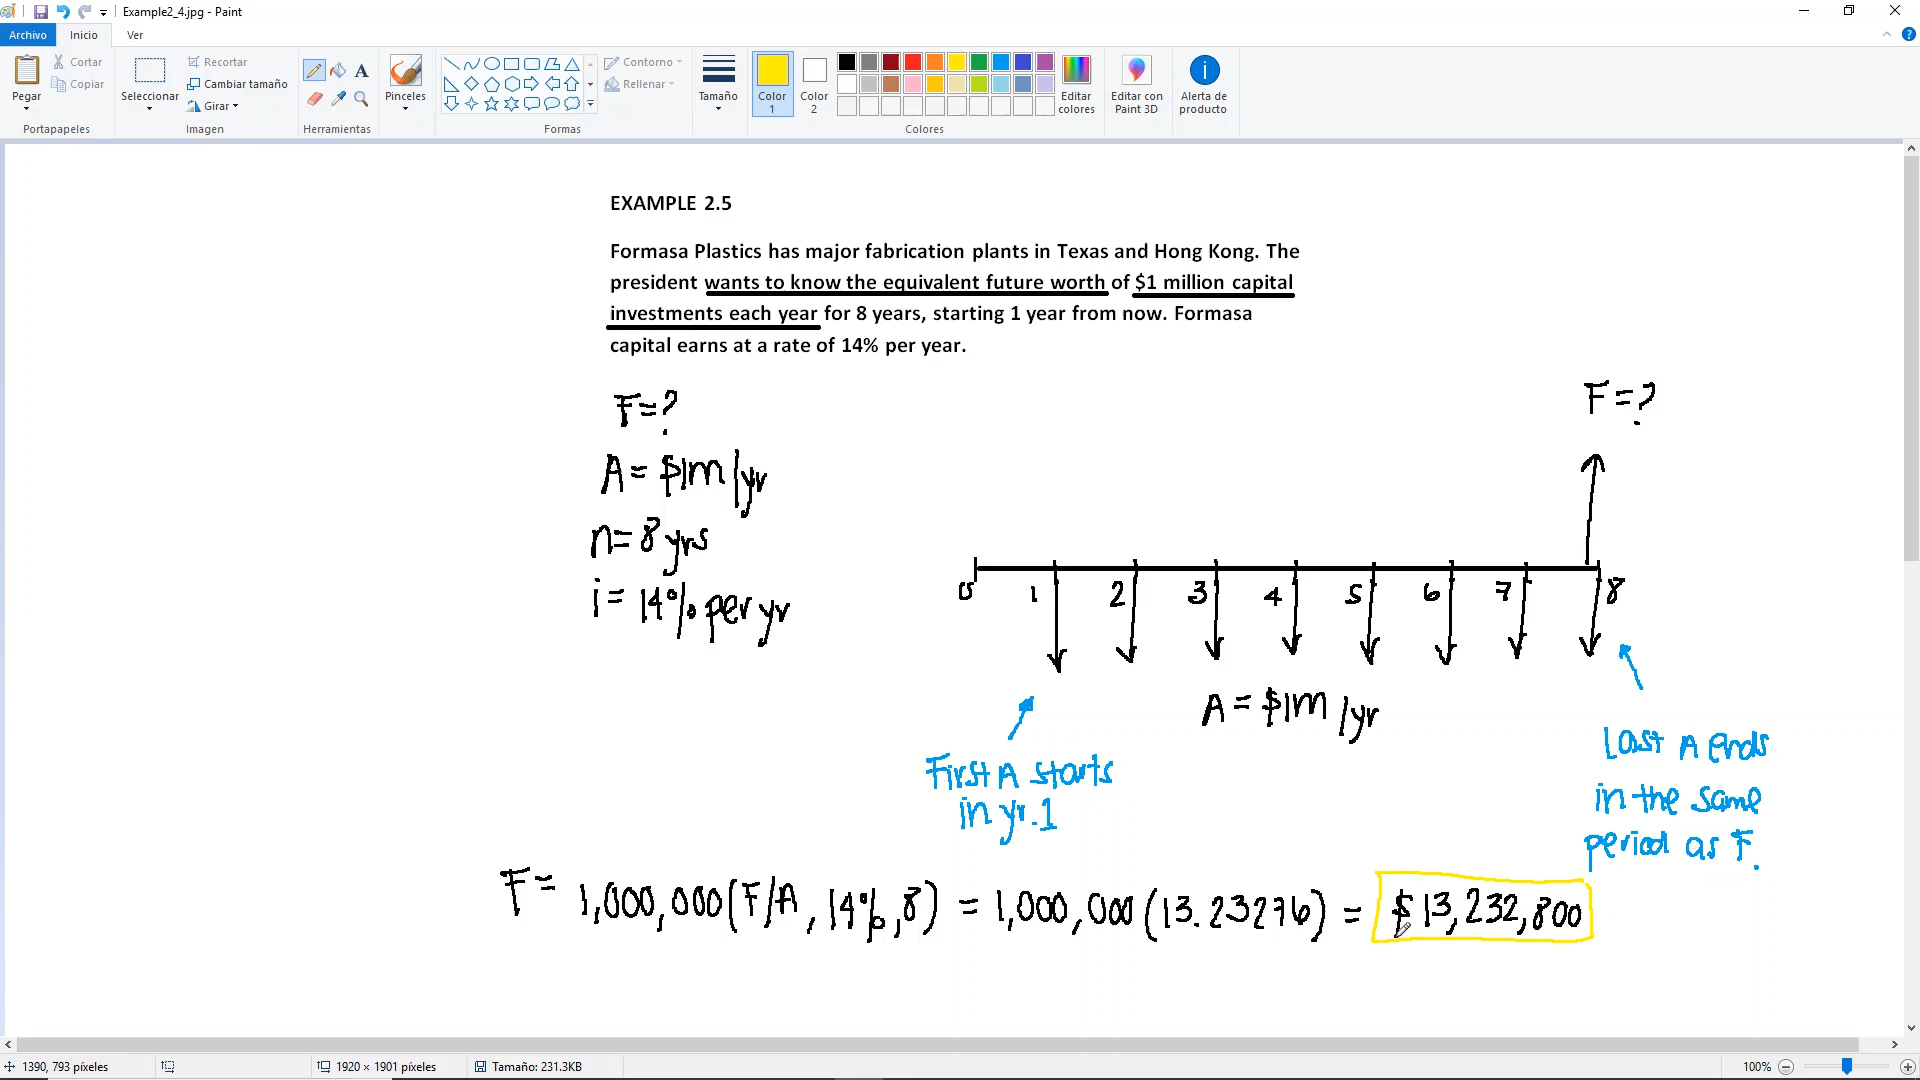 Example2_4.jpg - Paint
Archivo Inicio Ver
Pegar
Cortar
Copiar
Portapapeles
Seleccionar
Recortar
Cambiar tamaño
Girar
Imagen
A
Herramientas
Pinceles
Contorno
Rellenar
Formas
Tamaño
Color 1
Color 2
Editar colores
Colores
Editar con Paint 3D
Alerta de producto
EXAMPLE 2.5
Formasa Plastics has major fabrication plants in Texas and Hong Kong. The
president wants to know the equivalent future worth of $1 million capital
investments each year for 8 years, starting 1 year from now. Formasa
capital earns at a rate of 14% per year.
F=?
A = $1M/yr
n= 8 yrs
i = 14% per yr
F=?
0 1 2 3 4 5 6 7 8
A = $1M/yr
First A starts
in yr. 1
Last A ends
in the same
period as F.
F= 1,000,000(F/A, 14%,8) = 1,000,000(13.23276) = $13,232,800
1390, 793 píxeles 1920 × 1901 píxeles Tamaño: 231.3KB 100%